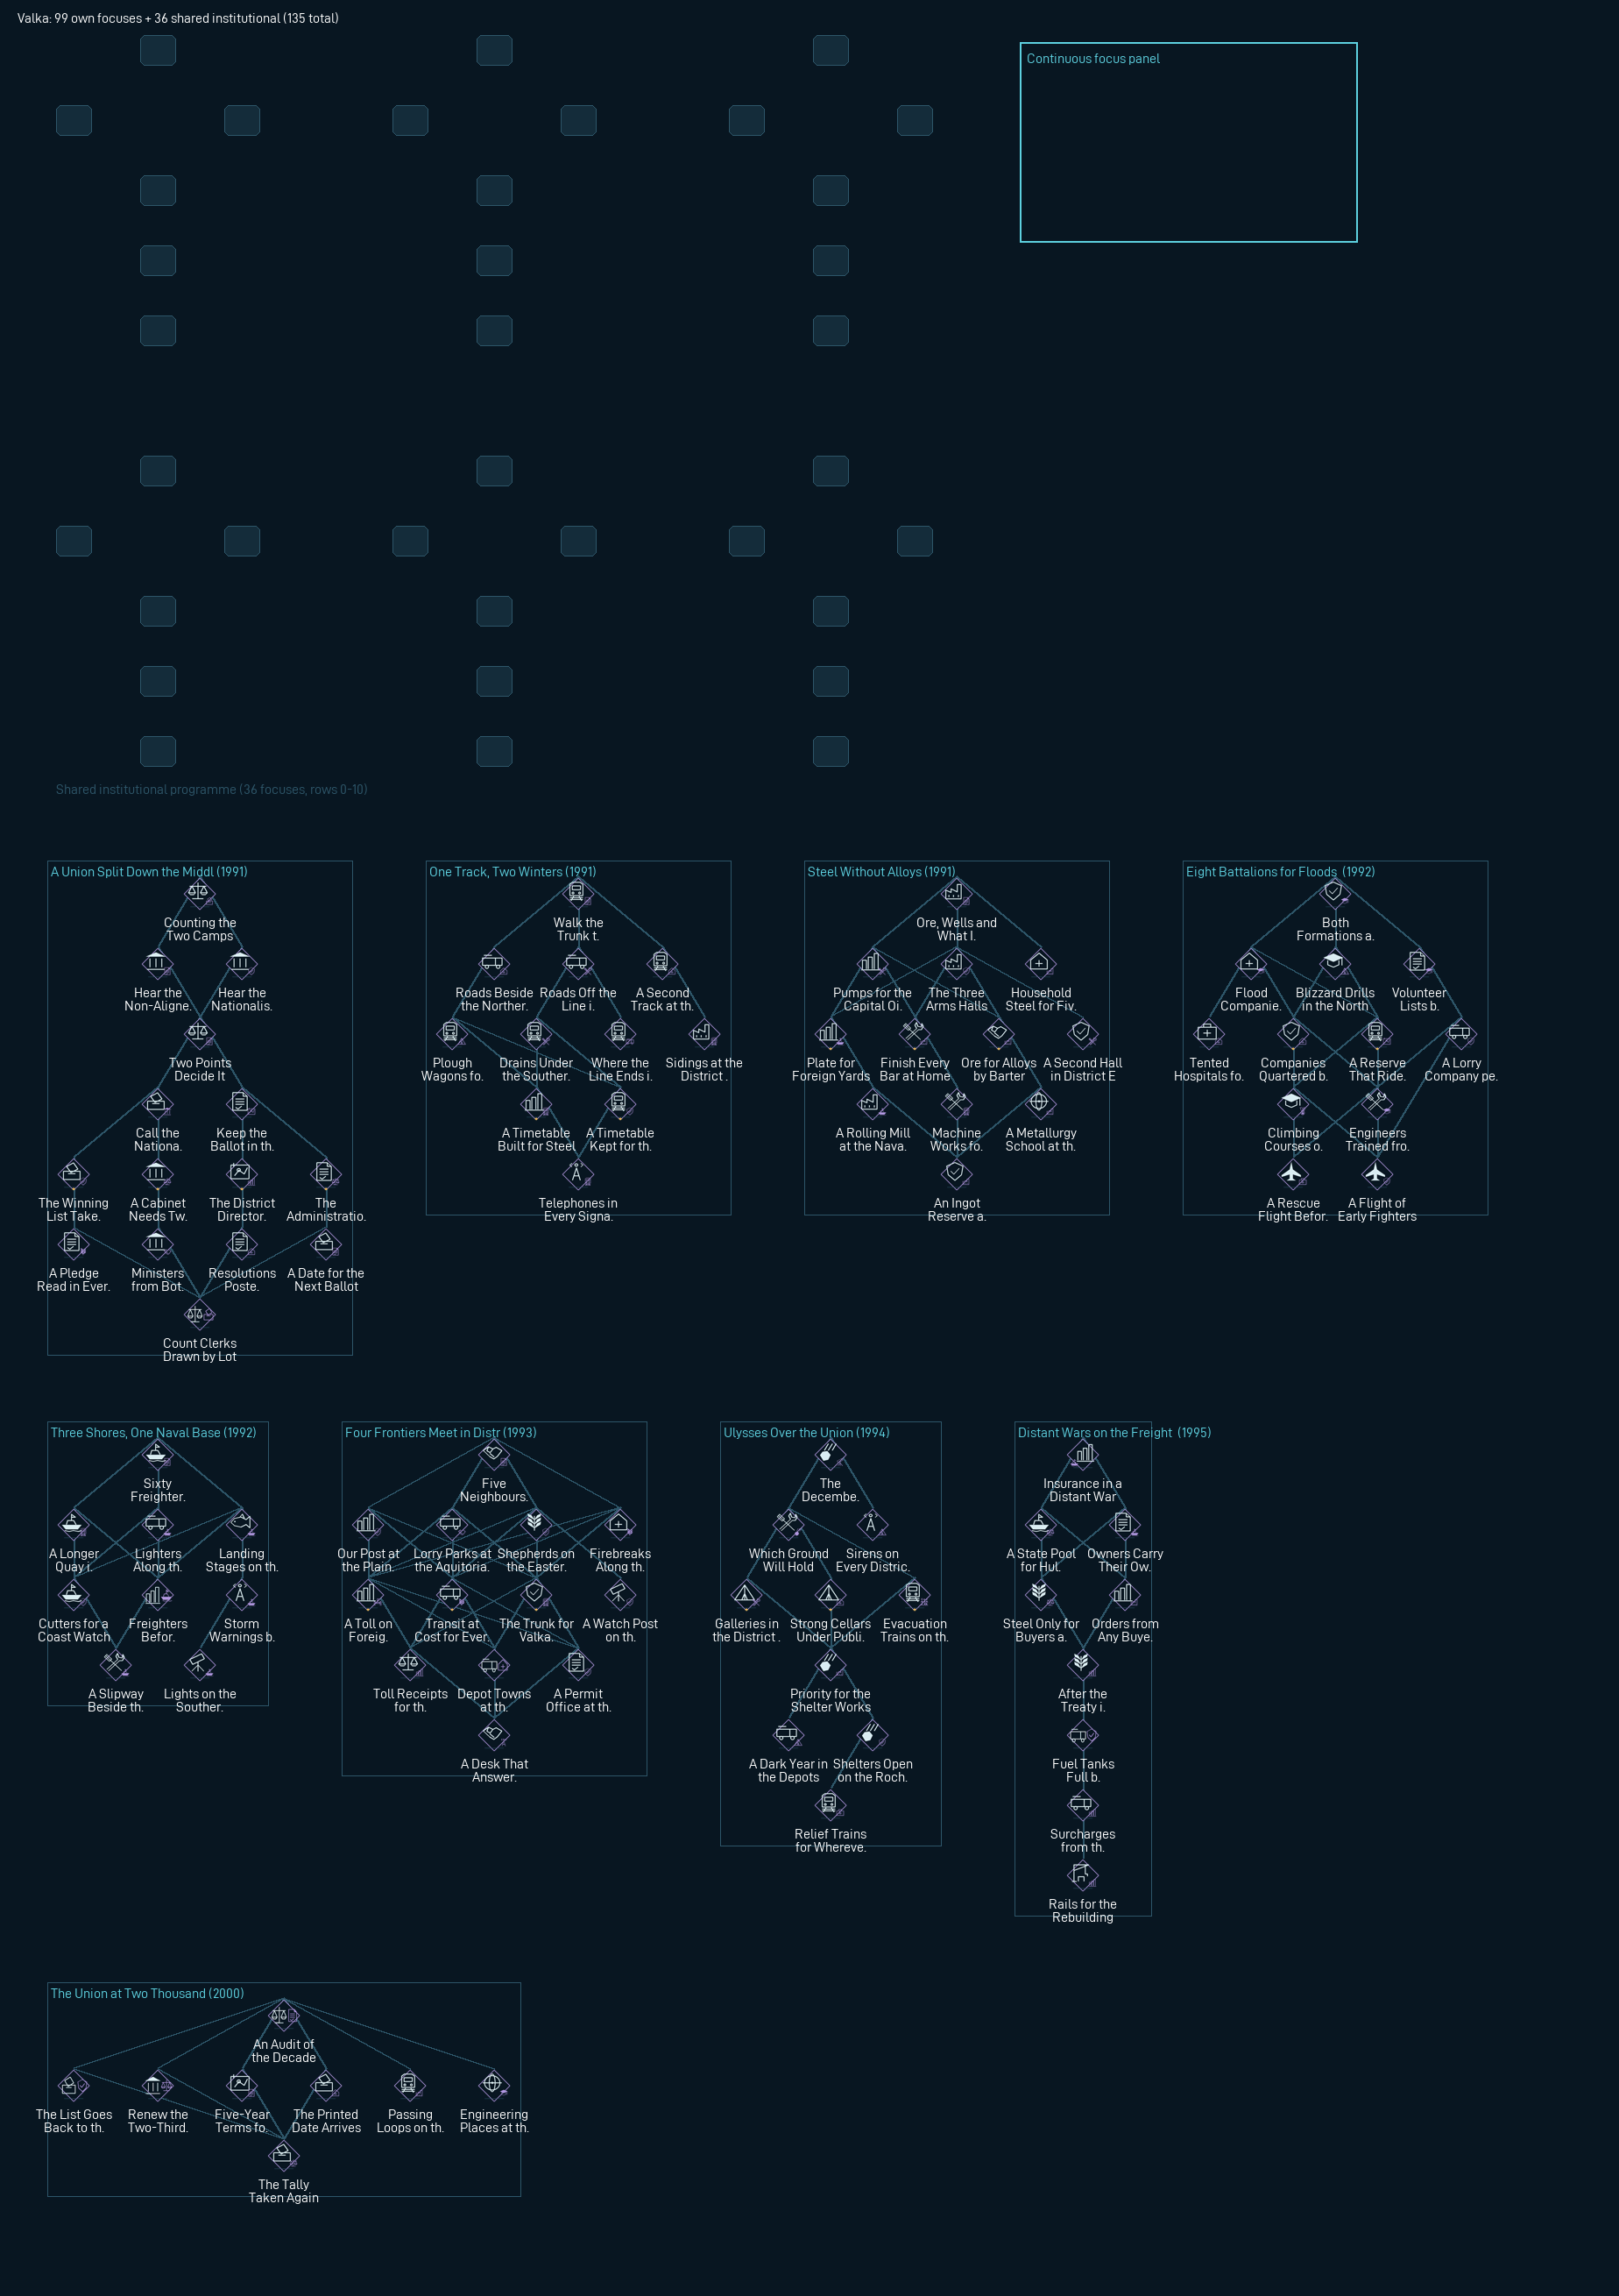 Valka: 99 own focuses + 36 shared institutional (135 total)
Continuous focus panel
Shared institutional programme (36 focuses, rows 0-10)
A Union Split Down the Middl (1991)
Counting the
Two Camps
Hear the
Non-Aligne.
Hear the
Nationalis.
Two Points
Decide It
Call the
Nationa.
Keep the
Ballot in th.
The Winning
List Take.
A Cabinet
Needs Tw.
The District
Director.
The
Administratio.
A Pledge
Read in Ever.
Ministers
from Bot.
Resolutions
Poste.
A Date for the
Next Ballot
Count Clerks
Drawn by Lot
One Track, Two Winters (1991)
Walk the
Trunk t.
Roads Beside
the Norther.
Roads Off the
Line i.
A Second
Track at th.
Plough
Wagons fo.
Drains Under
the Souther.
Where the
Line Ends i.
Sidings at the
District .
A Timetable
Built for Steel
A Timetable
Kept for th.
Telephones in
Every Signa.
Steel Without Alloys (1991)
Ore, Wells and
What I.
Pumps for the
Capital Oi.
The Three
Arms Halls
Household
Steel for Fiv.
Plate for
Foreign Yards
Finish Every
Bar at Home
Ore for Alloys
by Barter
A Second Hall
in District E
A Rolling Mill
at the Nava.
Machine
Works fo.
A Metallurgy
School at th.
An Ingot
Reserve a.
Eight Battalions for Floods (1992)
Both
Formations a.
Flood
Companie.
Blizzard Drills
in the North
Volunteer
Lists b.
Tented
Hospitals fo.
Companies
Quartered b.
A Reserve
That Ride.
A Lorry
Company pe.
Climbing
Courses o.
Engineers
Trained fro.
A Rescue
Flight Befor.
A Flight of
Early Fighters
Three Shores, One Naval Base (1992)
Sixty
Freighter.
A Longer
Quay i.
Lighters
Along th.
Landing
Stages on th.
Cutters for a
Coast Watch
Freighters
Befor.
Storm
Warnings b.
A Slipway
Beside th.
Lights on the
Souther.
Four Frontiers Meet in Distr (1993)
Five
Neighbours.
Our Post at
the Plain.
Lorry Parks at
the Aquitoria.
Shepherds on
the Easter.
Firebreaks
Along th.
A Toll on
Foreig.
Transit at
Cost for Ever.
The Trunk for
Valka.
A Watch Post
on th.
Toll Receipts
for th.
Depot Towns
at th.
A Permit
Office at th.
A Desk That
Answer.
Ulysses Over the Union (1994)
The
Decembe.
Which Ground
Will Hold
Sirens on
Every Distric.
Galleries in
the District .
Strong Cellars
Under Publi.
Evacuation
Trains on th.
Priority for the
Shelter Works
A Dark Year in
the Depots
Shelters Open
on the Roch.
Relief Trains
for Whereve.
Distant Wars on the Freight (1995)
Insurance in a
Distant War
A State Pool
for Hul.
Owners Carry
Their Ow.
Steel Only for
Buyers a.
Orders from
Any Buye.
After the
Treaty i.
Fuel Tanks
Full b.
Surcharges
from th.
Rails for the
Rebuilding
The Union at Two Thousand (2000)
An Audit of
the Decade
The List Goes
Back to th.
Renew the
Two-Third.
Five-Year
Terms fo.
The Printed
Date Arrives
Passing
Loops on th.
Engineering
Places at th.
The Tally
Taken Again